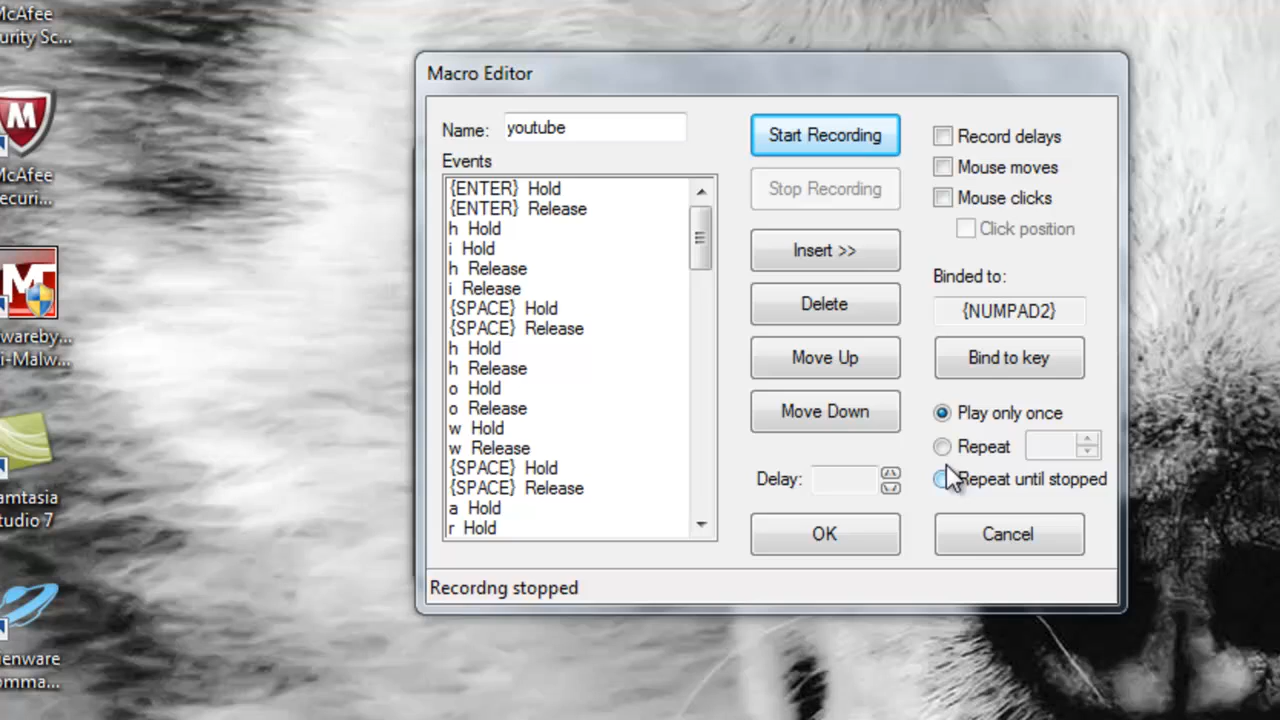 McAfee
urity Sc...
McAfee
ecuri...
M
wareby...
i-Malw...
amtasia
tudio 7
ienware
omma...
Macro Editor
Name: youtube
Events
{ENTER} Hold
{ENTER} Release
h Hold
i Hold
h Release
i Release
{SPACE} Hold
{SPACE} Release
h Hold
h Release
o Hold
o Release
w Hold
w Release
{SPACE} Hold
{SPACE} Release
a Hold
r Hold
Start Recording
Stop Recording
Insert >>
Delete
Move Up
Move Down
Delay:
OK
Record delays
Mouse moves
Mouse clicks
Click position
Binded to:
{NUMPAD2}
Bind to key
Play only once
Repeat
Repeat until stopped
Cancel
Recordng stopped